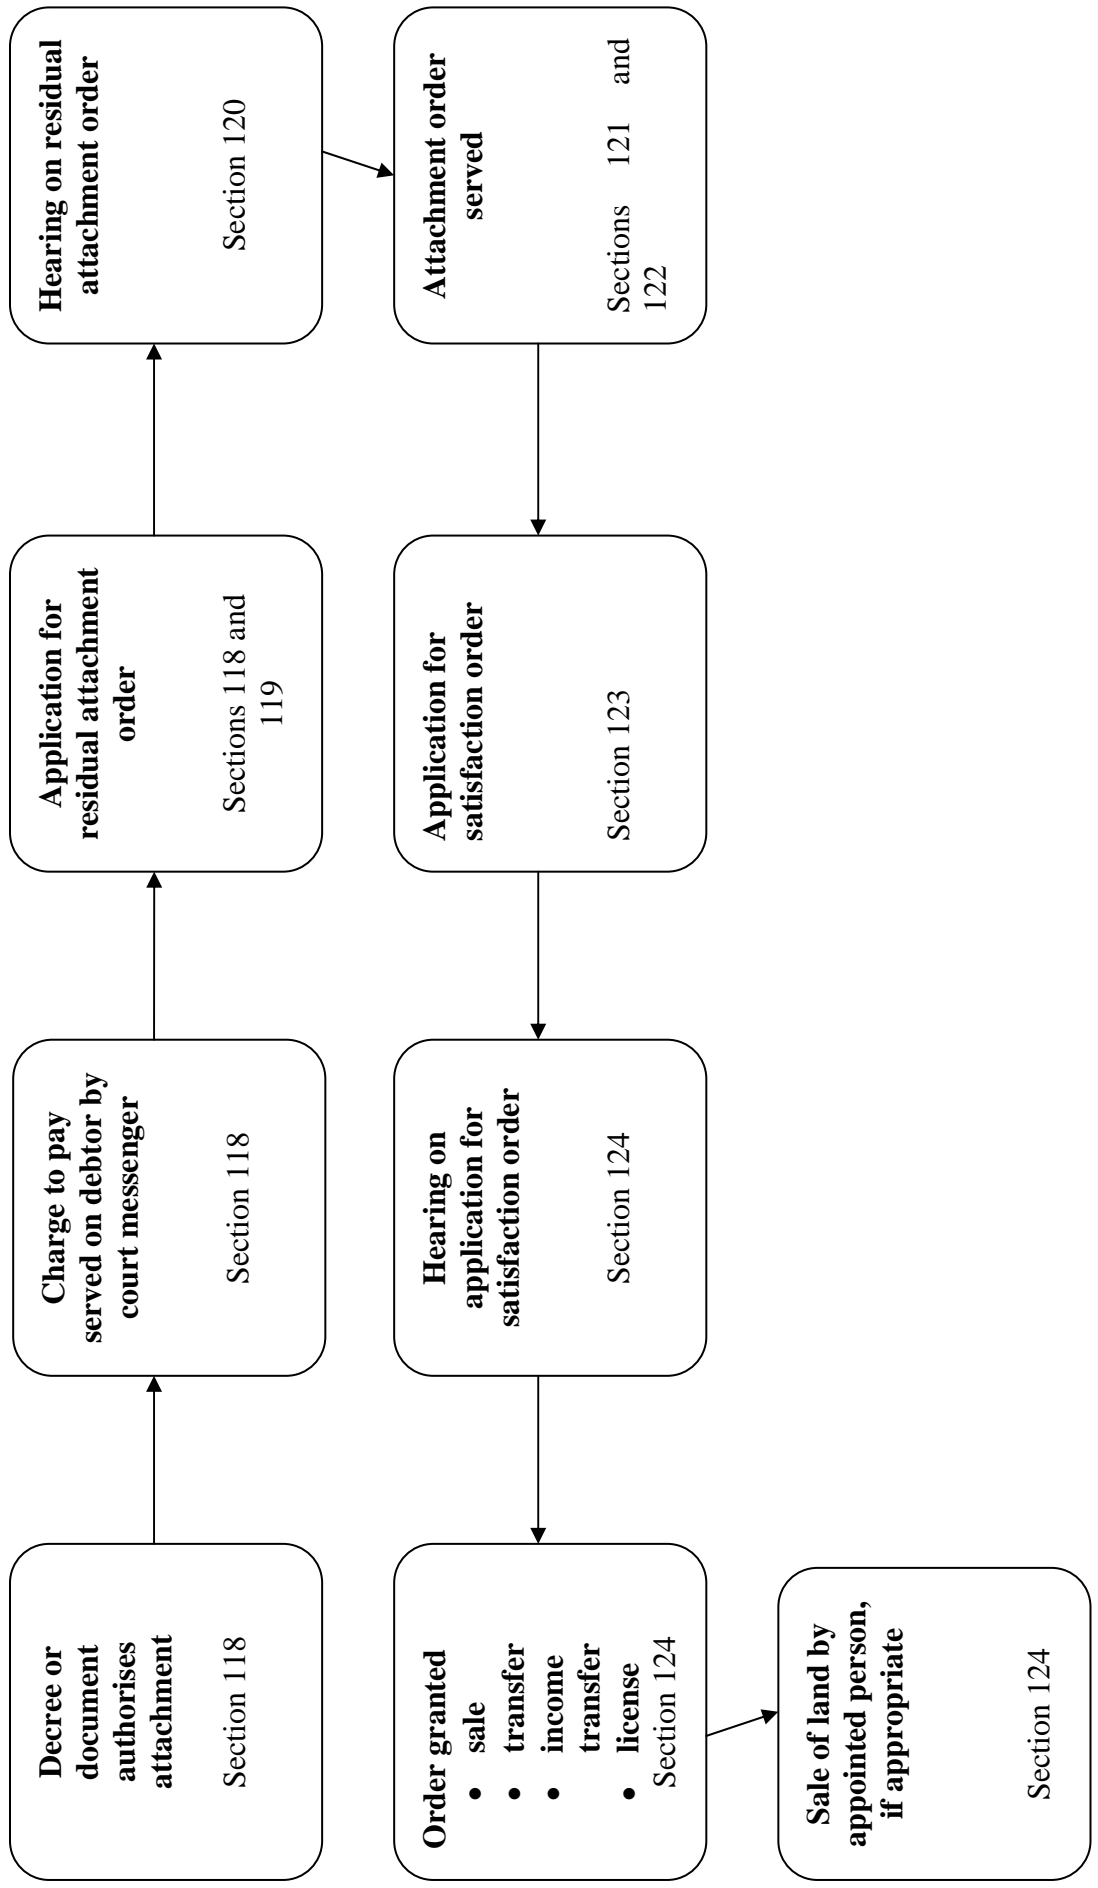 Decree or
document
authorises
attachment
Section 118
Charge to pay
served on debtor by
court messenger
Section 118
Application for
residual attachment
order
Sections 118 and
119
Hearing on residual
attachment order
Section 120
Attachment order
served
Sections 121 and
122
Application for
satisfaction order
Section 123
Hearing on
application for
satisfaction order
Section 124
Order granted
• sale
• transfer
• income
transfer
• license
Section 124
Sale of land by
appointed person,
if appropriate
Section 124